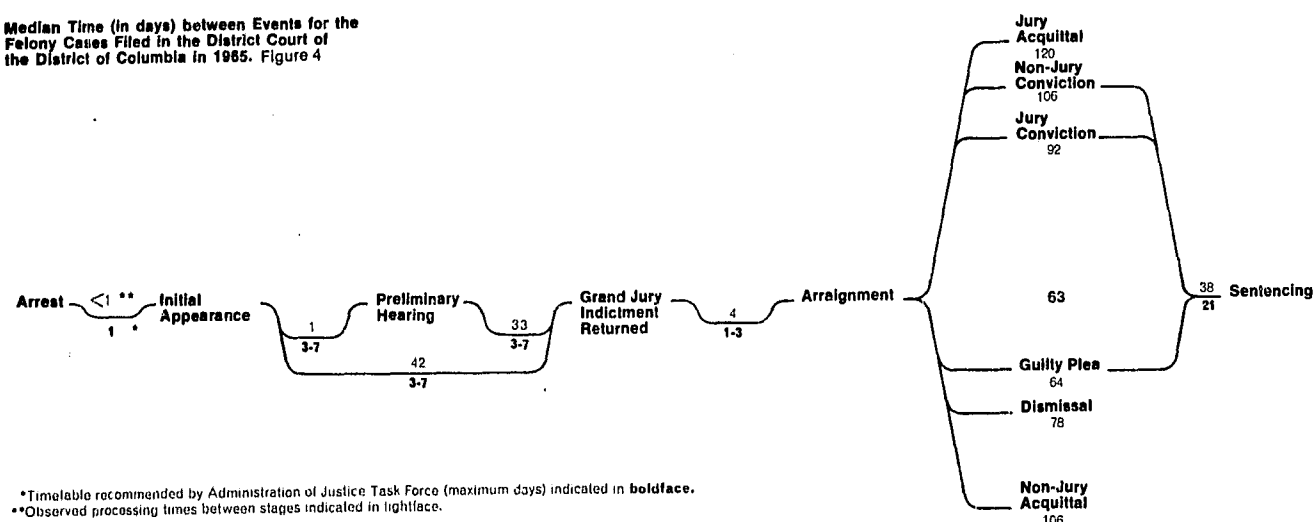 Median Time (in days) between Events for the
Felony Cases Filed in the District Court of
the District of Columbia in 1965. Figure 4
Jury
Acquittal
120
Non-Jury
Conviction
106
Jury
Conviction
92
Arrest
<1 **
1 *
Initial
Appearance
1
3-7
Preliminary
Hearing
33
3-7
42
3-7
Grand Jury
Indictment
Returned
4
1-3
Arraignment
63
38
21
Sentencing
Guilty Plea
64
Dismissal
78
Non-Jury
Acquittal
106
*Timetable recommended by Administration of Justice Task Force (maximum days) indicated in boldface.
**Observed processing times between stages indicated in lightface.